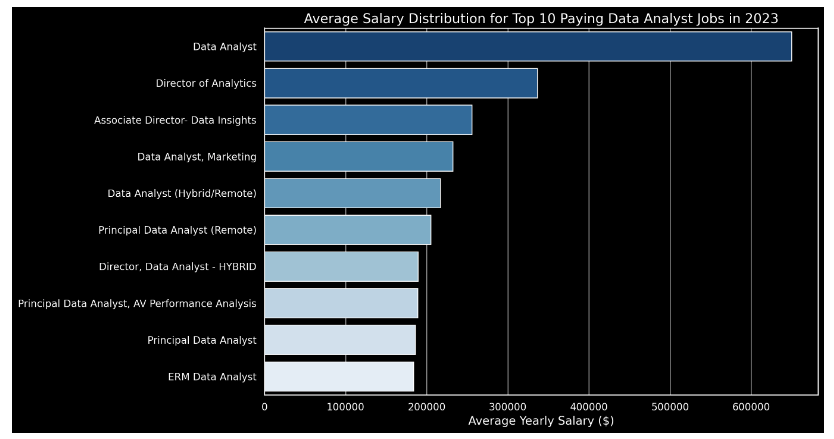 Average Salary Distribution for Top 10 Paying Data Analyst Jobs in 2023
Data Analyst
Director of Analytics
Associate Director- Data Insights
Data Analyst, Marketing
Data Analyst (Hybrid/Remote)
Principal Data Analyst (Remote)
Director, Data Analyst - HYBRID
Principal Data Analyst, AV Performance Analysis
Principal Data Analyst
ERM Data Analyst
0 100000 200000 300000 400000 500000 600000
Average Yearly Salary ($)